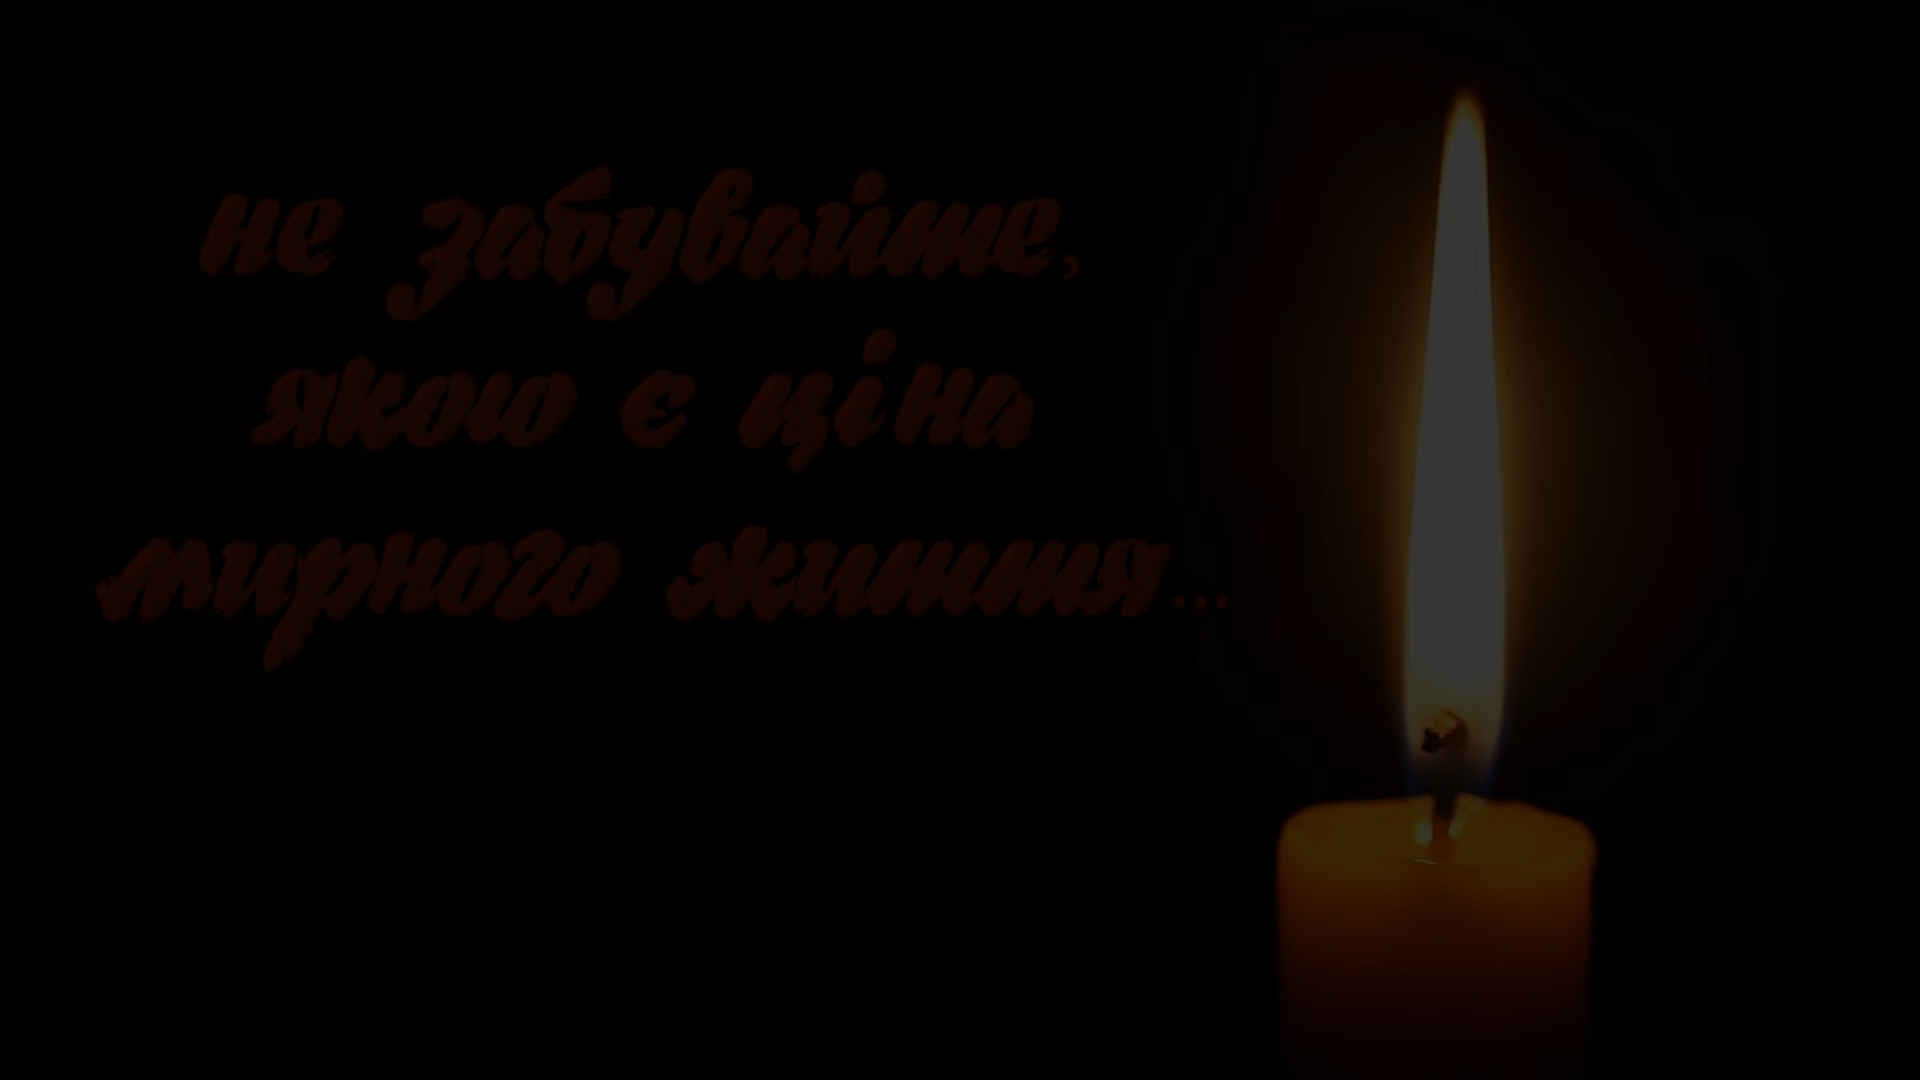 не забувайте,
якою є ціна
мирного життя...